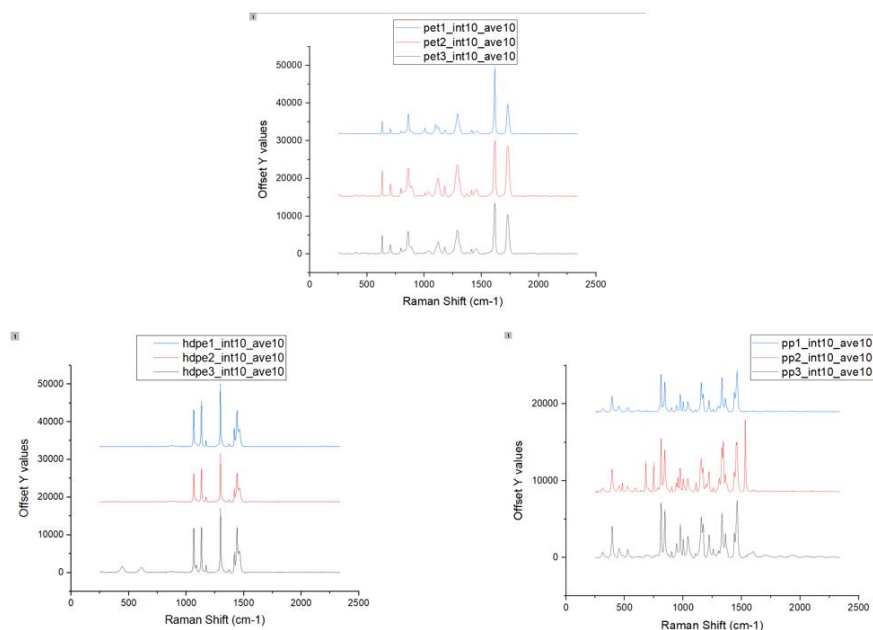 1
pet1_int10_ave10
pet2_int10_ave10
pet3_int10_ave10
50000
40000
30000
20000
10000
0
Offset Y values
0 500 1000 1500 2000 2500
Raman Shift (cm-1)
1
hdpe1_int10_ave10
hdpe2_int10_ave10
hdpe3_int10_ave10
50000
40000
30000
20000
10000
0
Offset Y values
0 500 1000 1500 2000 2500
Raman Shift (cm-1)
1
pp1_int10_ave10
pp2_int10_ave10
pp3_int10_ave10
20000
10000
0
Offset Y values
0 500 1000 1500 2000 2500
Raman Shift (cm-1)